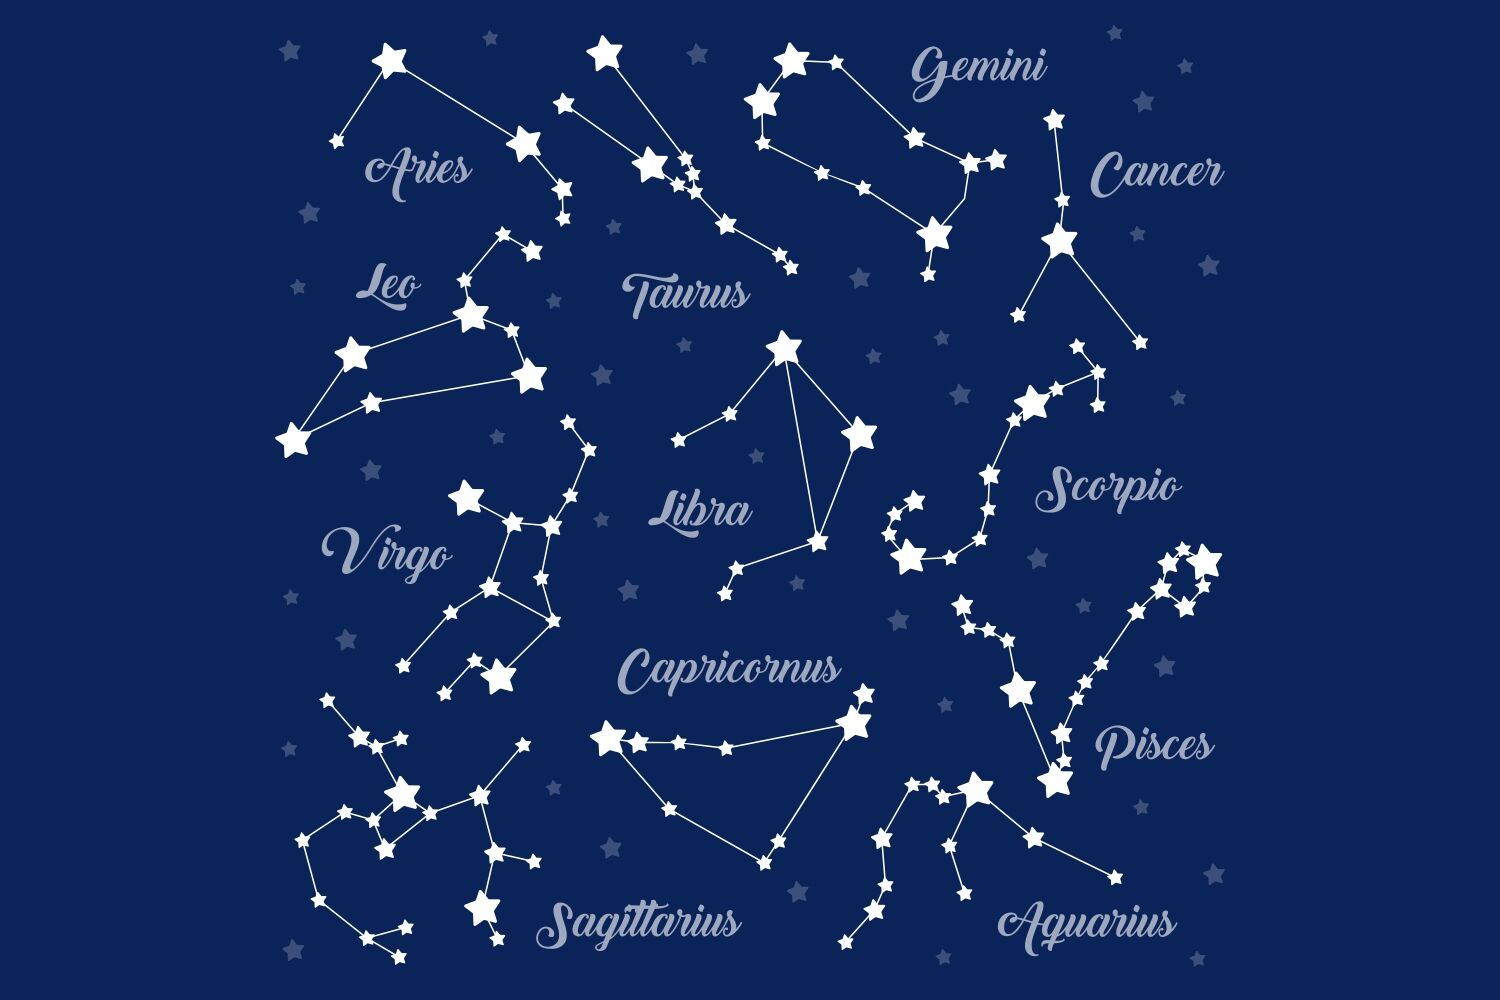 Gemini
Aries
Cancer
Leo
Taurus
Scorpio
Libra
Virgo
Capricornus
Pisces
Sagittarius
Aquarius